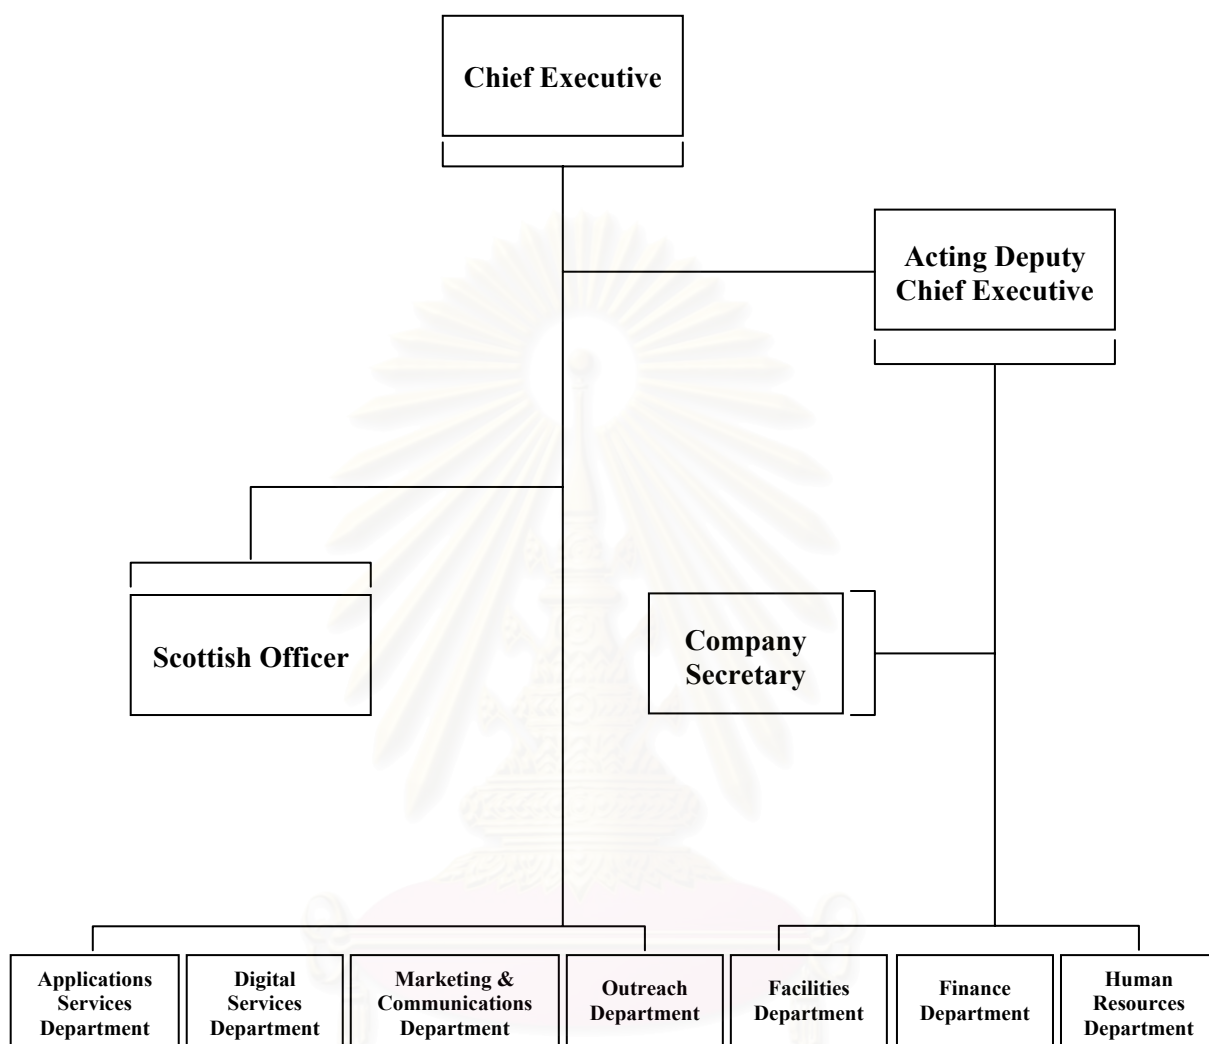 Chief Executive
Acting Deputy
Chief Executive
Scottish Officer
Company
Secretary
Applications
Services
Department
Digital
Services
Department
Marketing &
Communications
Department
Outreach
Department
Facilities
Department
Finance
Department
Human
Resources
Department